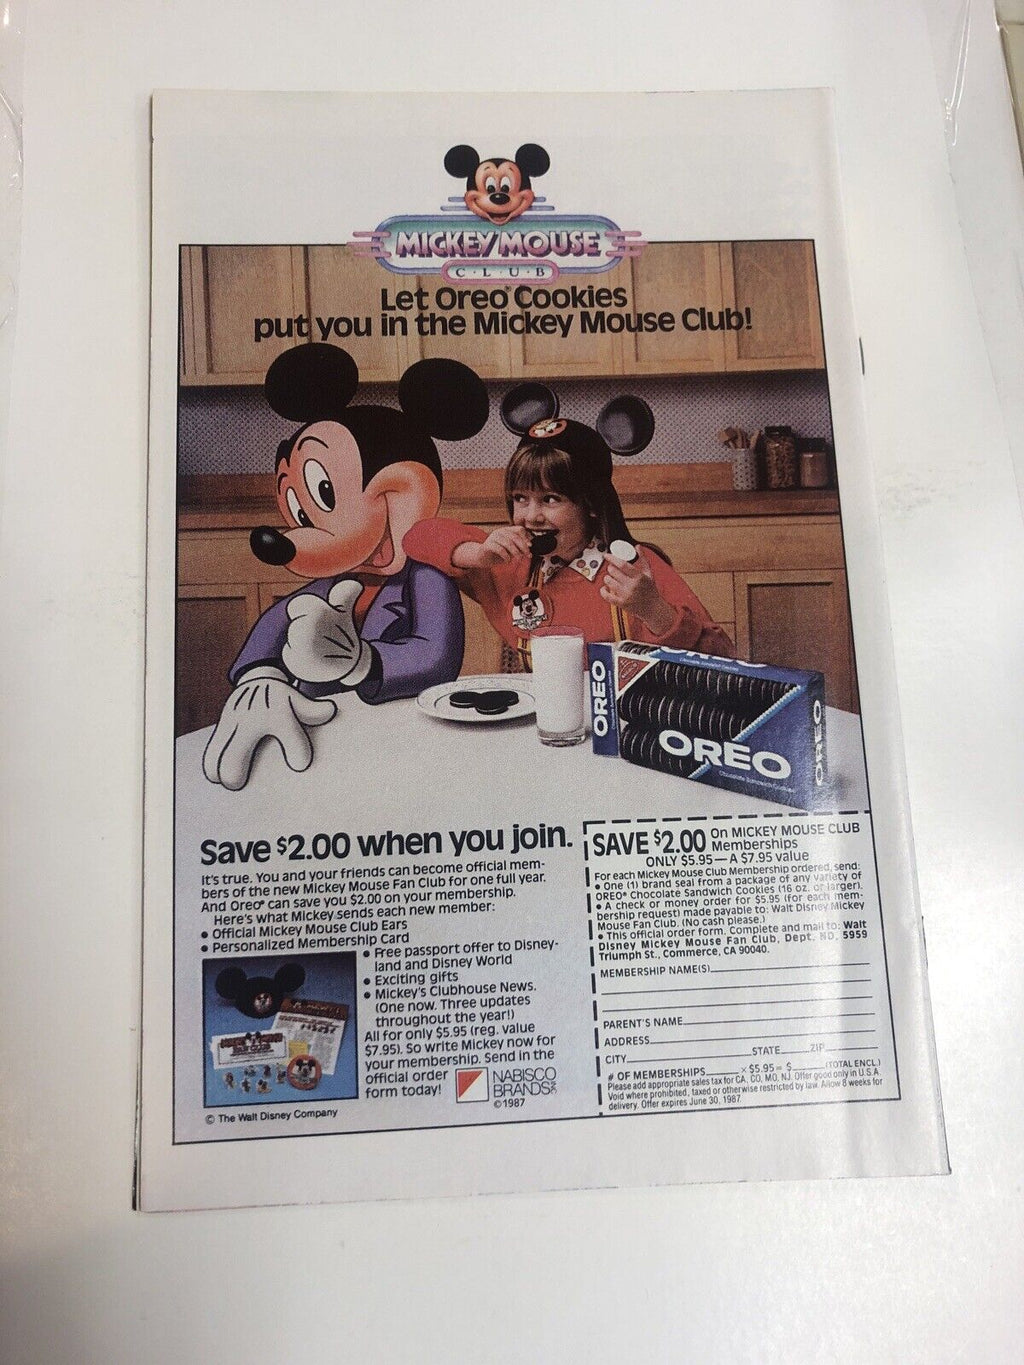 MICKEY MOUSE
C·L·U·B
Let Oreo® Cookies
put you in the Mickey Mouse Club!
OREO
OREO
Chocolate Sandwich Cookies
OREO
Save $2.00 when you join.
It's true. You and your friends can become official mem-
bers of the new Mickey Mouse Fan Club for one full year.
And Oreo® can save you $2.00 on your membership.
Here's what Mickey sends each new member:
• Official Mickey Mouse Club Ears
• Personalized Membership Card
• Free passport offer to Disney-
land and Disney World
• Exciting gifts
• Mickey's Clubhouse News.
(One now. Three updates
throughout the year!)
All for only $5.95 (reg. value
$7.95). So write Mickey now for
your membership. Send in the
official order
form today!
NABISCO
BRANDS
©1987
© The Walt Disney Company
SAVE $2.00 On MICKEY MOUSE CLUB
Memberships
ONLY $5.95—A $7.95 value
For each Mickey Mouse Club Membership ordered, send:
• One (1) brand seal from a package of any variety of
OREO® Chocolate Sandwich Cookies (16 oz. or larger).
• A check or money order for $5.95 (for each mem-
bership request) made payable to: Walt Disney Mickey
Mouse Fan Club. (No cash please.)
• This official order form. Complete and mail to: Walt
Disney Mickey Mouse Fan Club, Dept. ND, 5959
Triumph St., Commerce, CA 90040.
MEMBERSHIP NAME(S)
PARENT'S NAME
ADDRESS
CITY STATE ZIP
# OF MEMBERSHIPS x $5.95 = $ (TOTAL ENCL.)
Please add appropriate sales tax for CA, CO, MO, NJ. Offer good only in U.S.A.
Void where prohibited, taxed or otherwise restricted by law. Allow 8 weeks for
delivery. Offer expires June 30, 1987.